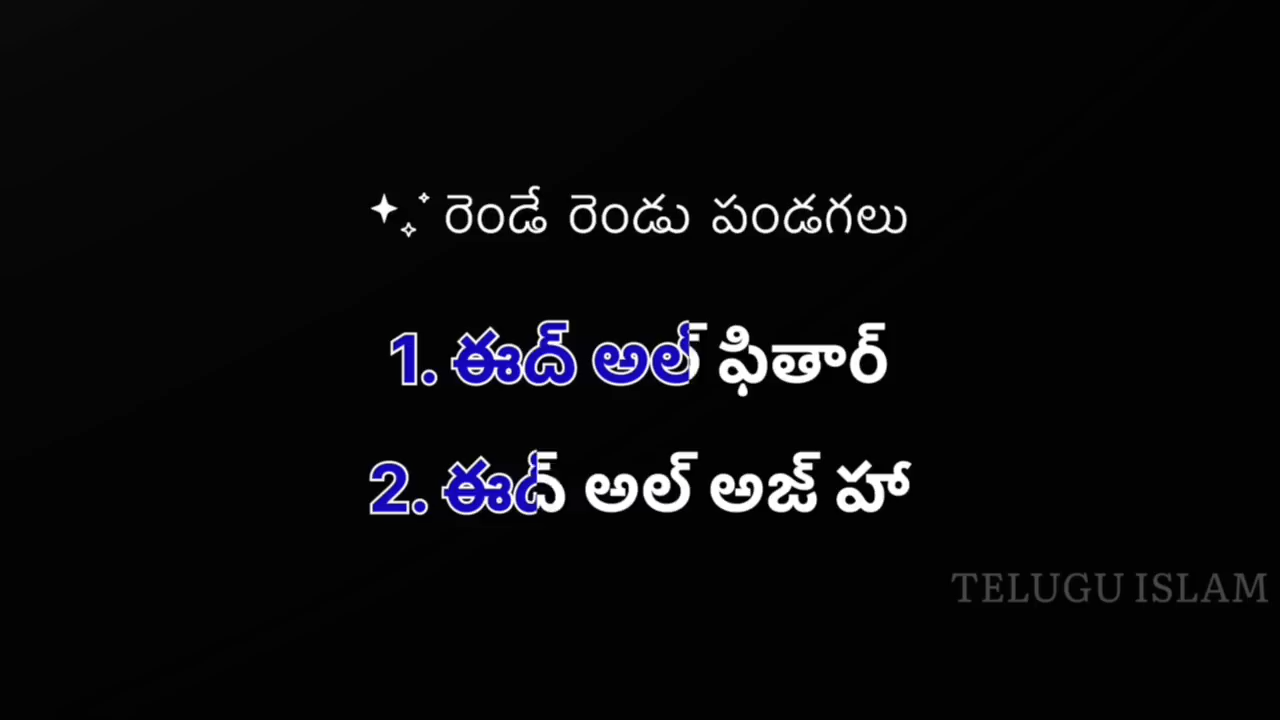 రెండే రెండు పండగలు
1. ఈద్ అల్ ఫితార్
2. ఈద్ అల్ అజ్ హా
TELUGU ISLAM